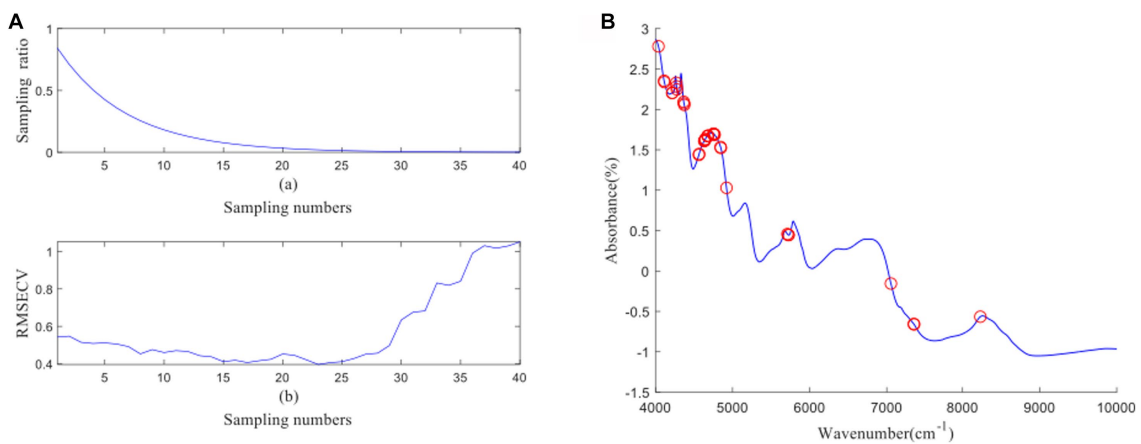 A
Sampling ratio
1
0.5
0
5 10 15 20 25 30 35 40
(a)
Sampling numbers
RMSECV
1
0.8
0.6
0.4
5 10 15 20 25 30 35 40
(b)
Sampling numbers
B
Absorbance(%)
3
2.5
2
1.5
1
0.5
0
-0.5
-1
-1.5
4000 5000 6000 7000 8000 9000 10000
Wavenumber(cm⁻¹)